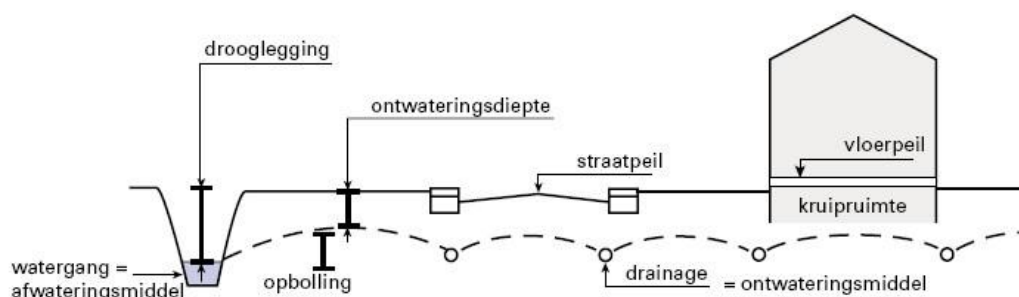 drooglegging
ontwateringsdiepte
straatpeil
vloerpeil
kruipruimte
watergang =
afwateringsmiddel
opbolling
drainage = ontwateringsmiddel